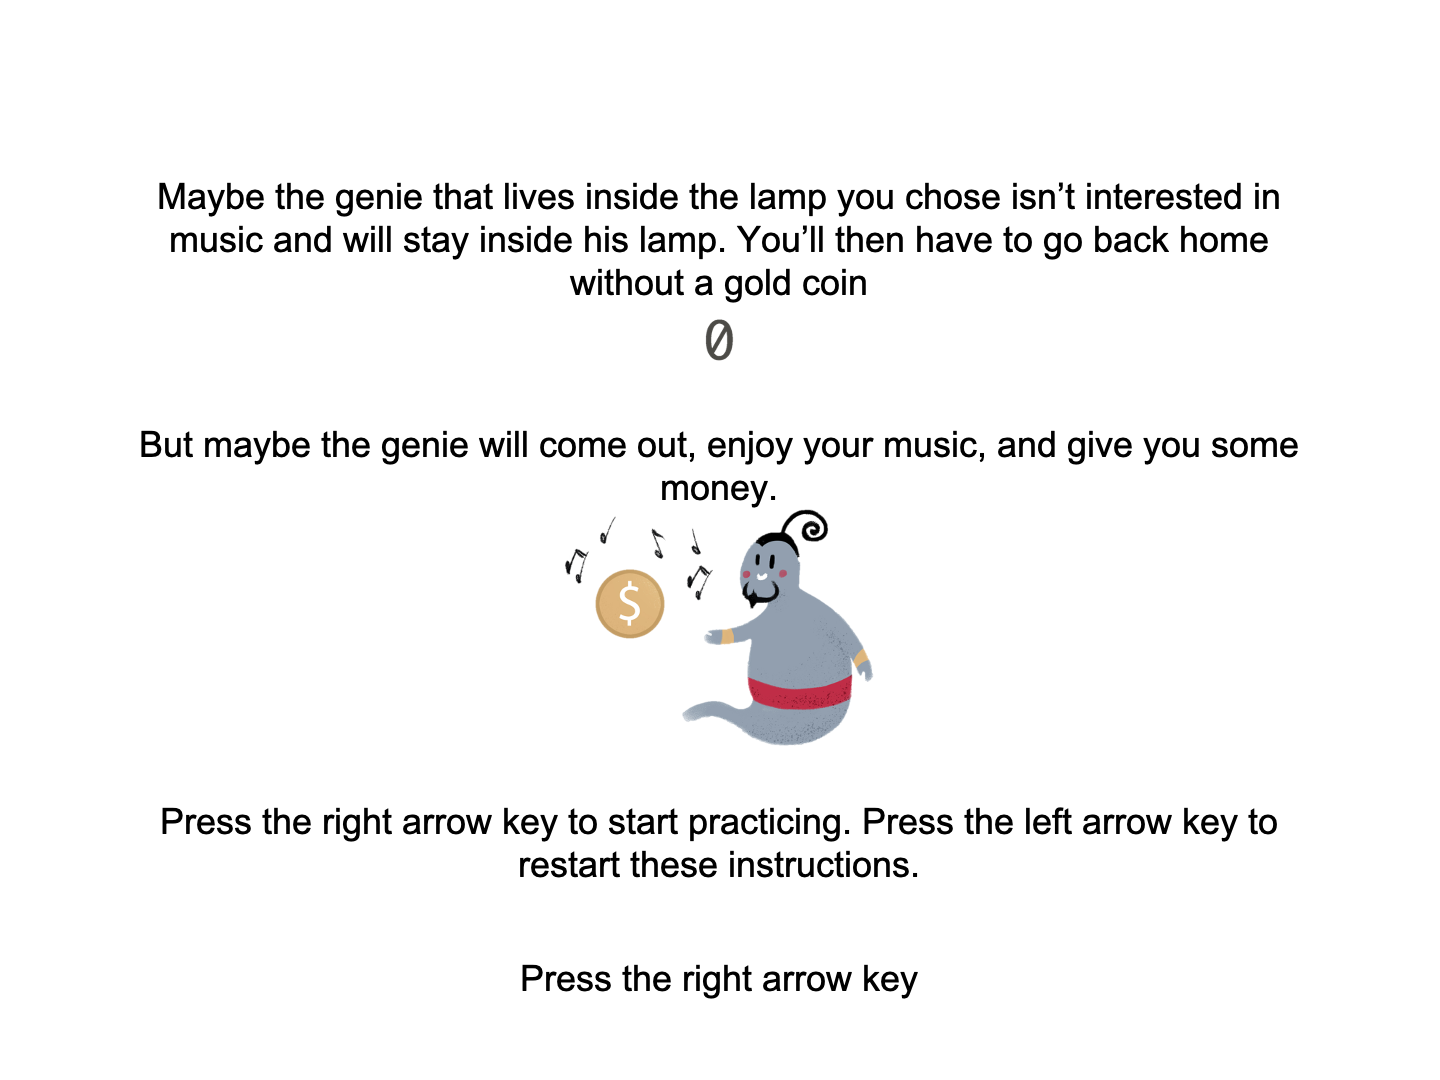 Maybe the genie that lives inside the lamp you chose isn’t interested in
music and will stay inside his lamp. You’ll then have to go back home
without a gold coin
0
But maybe the genie will come out, enjoy your music, and give you some
money.
$
Press the right arrow key to start practicing. Press the left arrow key to
restart these instructions.
Press the right arrow key